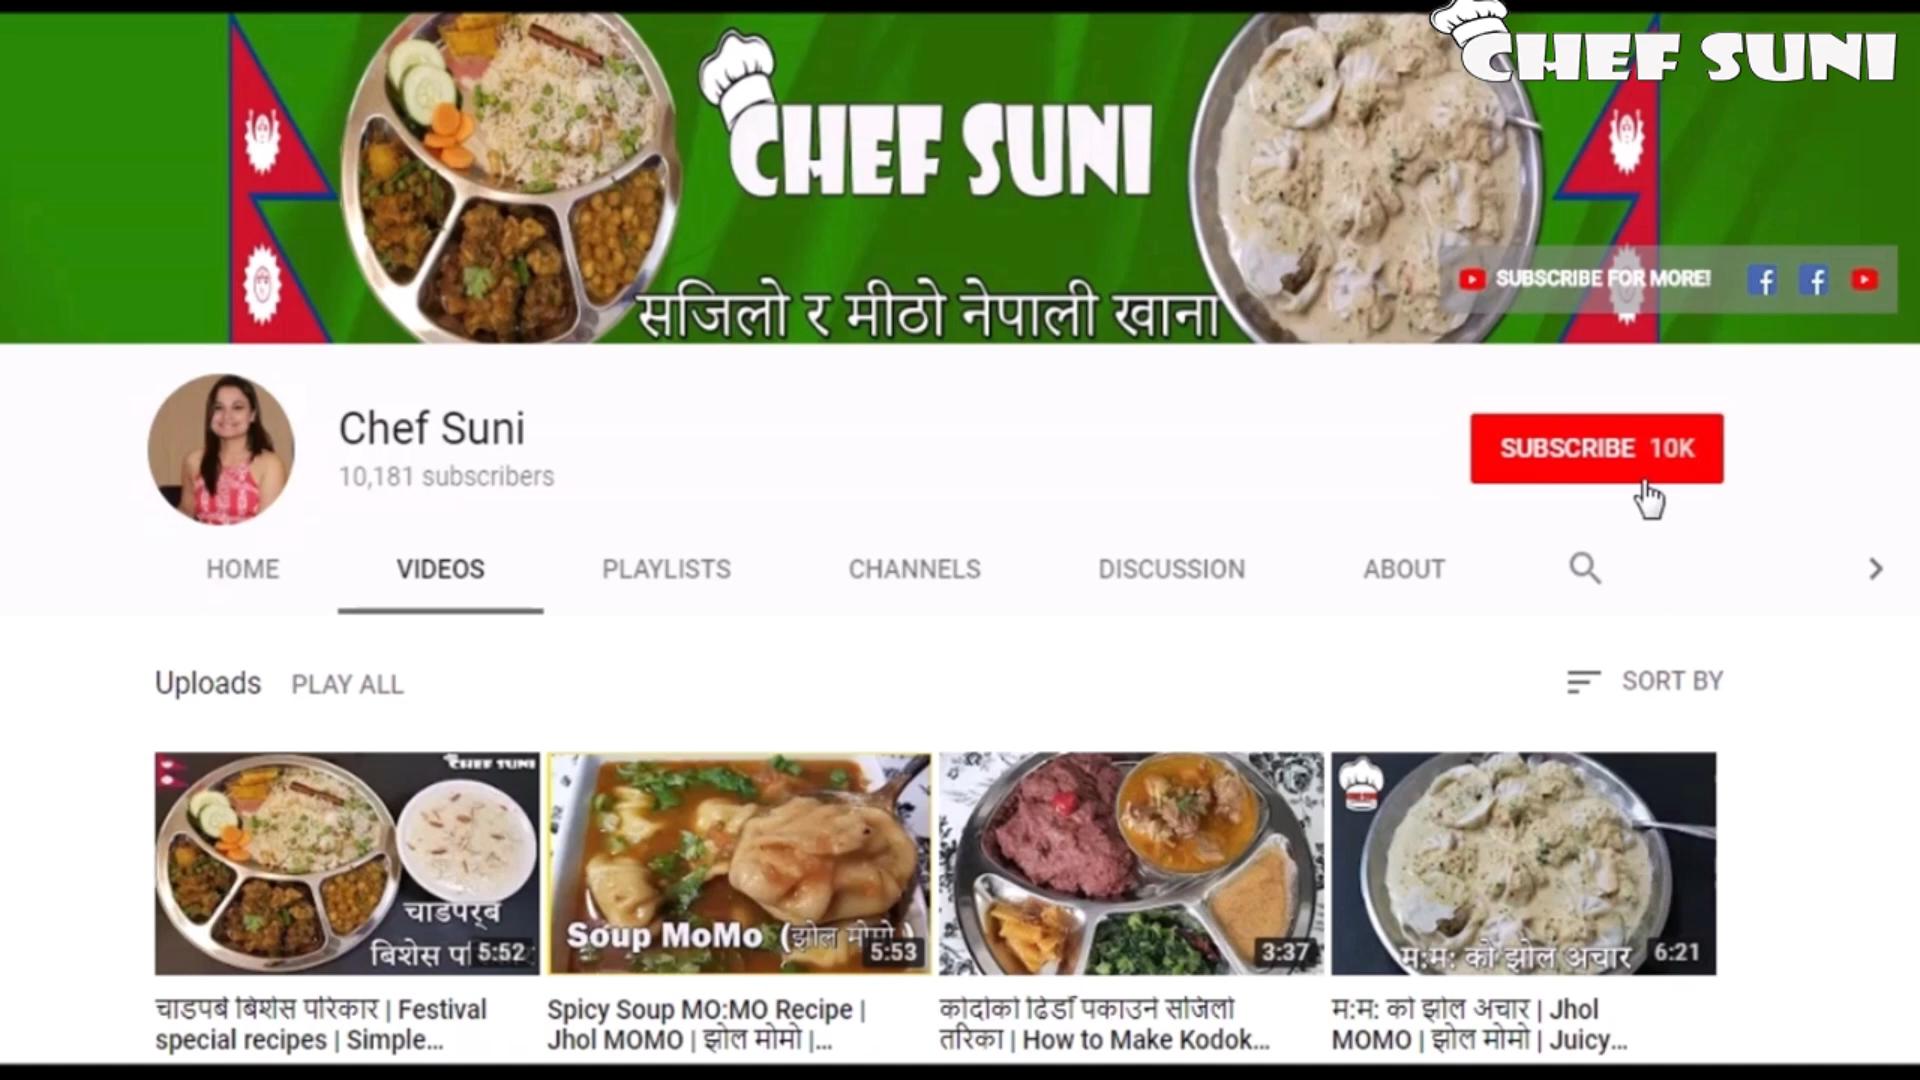 CHEF SUNI
CHEF SUNI
सजिलो र मीठो नेपाली खाना
SUBSCRIBE FOR MORE!
Chef Suni
10,181 subscribers
SUBSCRIBE 10K
HOME VIDEOS PLAYLISTS CHANNELS DISCUSSION ABOUT
Uploads PLAY ALL SORT BY
CHEF SUNI
चाडपर्ब
बिशेस
5:52
Soup MoMo (झोल मोमो)
5:53
3:37
म:म: को झोल अचार
6:21
चाडपर्ब बिशेस परिकार | Festival
special recipes | Simple...
Spicy Soup MO:MO Recipe |
Jhol MOMO | झोल मोमो |...
कोदोको ढिडाँ पकाउने सजिलो
तरिका | How to Make Kodok...
म:म: को झोल अचार | Jhol
MOMO | झोल मोमो | Juicy...